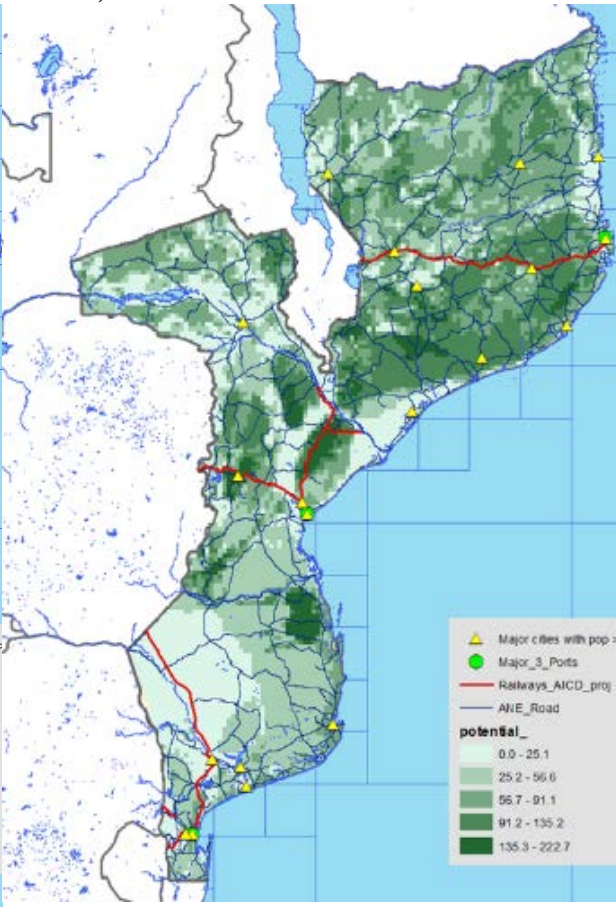 Major cities with pop >
Major_3_Ports
Railways_AICD_proj
ANE_Road
potential_
0.0 - 25.1
25.2 - 56.6
56.7 - 91.1
91.2 - 135.2
135.3 - 222.7